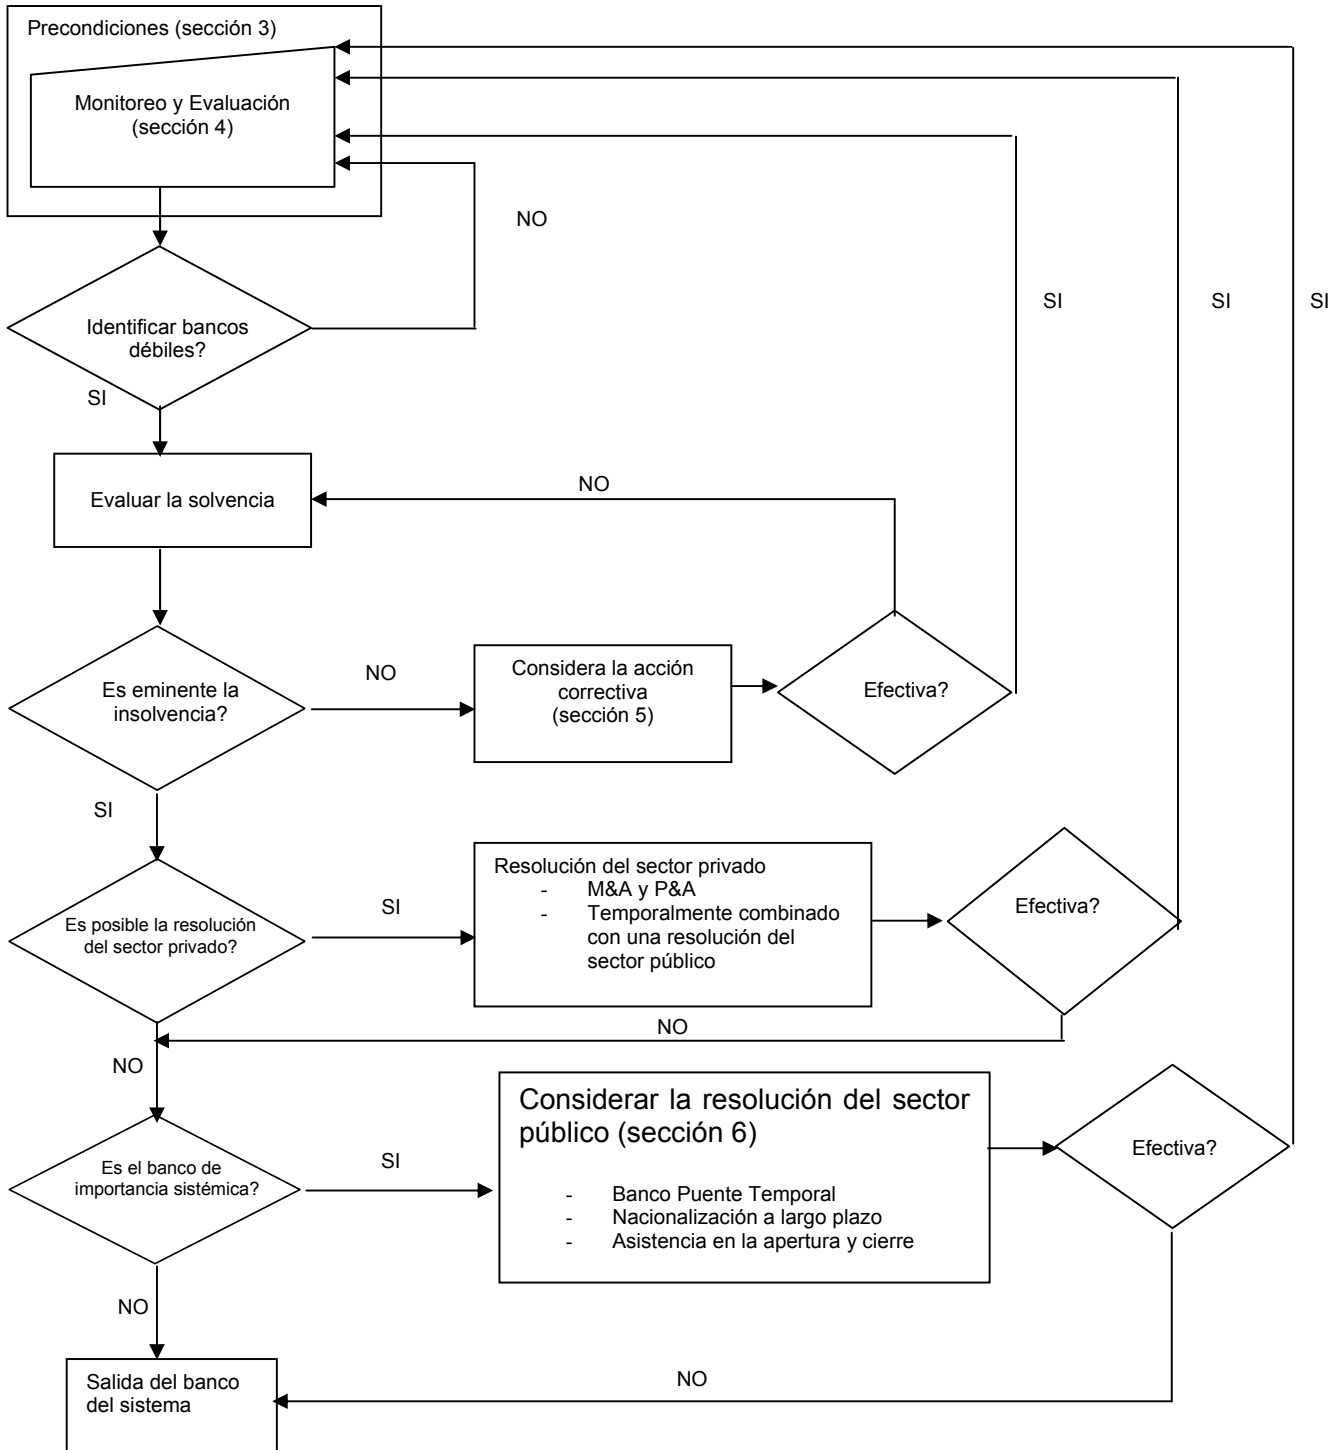 Precondiciones (sección 3)
Monitoreo y Evaluación
(sección 4)
NO
SI
SI
SI
Identificar bancos
débiles?
SI
NO
Evaluar la solvencia
Considera la acción
correctiva
(sección 5)
NO
Es eminente la
insolvencia?
Efectiva?
SI
Resolución del sector privado
- M&A y P&A
- Temporalmente combinado
con una resolución del
sector público
SI
Efectiva?
Es posible la resolución
del sector privado?
NO
NO
Considerar la resolución del sector
público (sección 6)
- Banco Puente Temporal
- Nacionalización a largo plazo
- Asistencia en la apertura y cierre
Efectiva?
SI
Es el banco de
importancia sistémica?
NO
NO
Salida del banco
del sistema